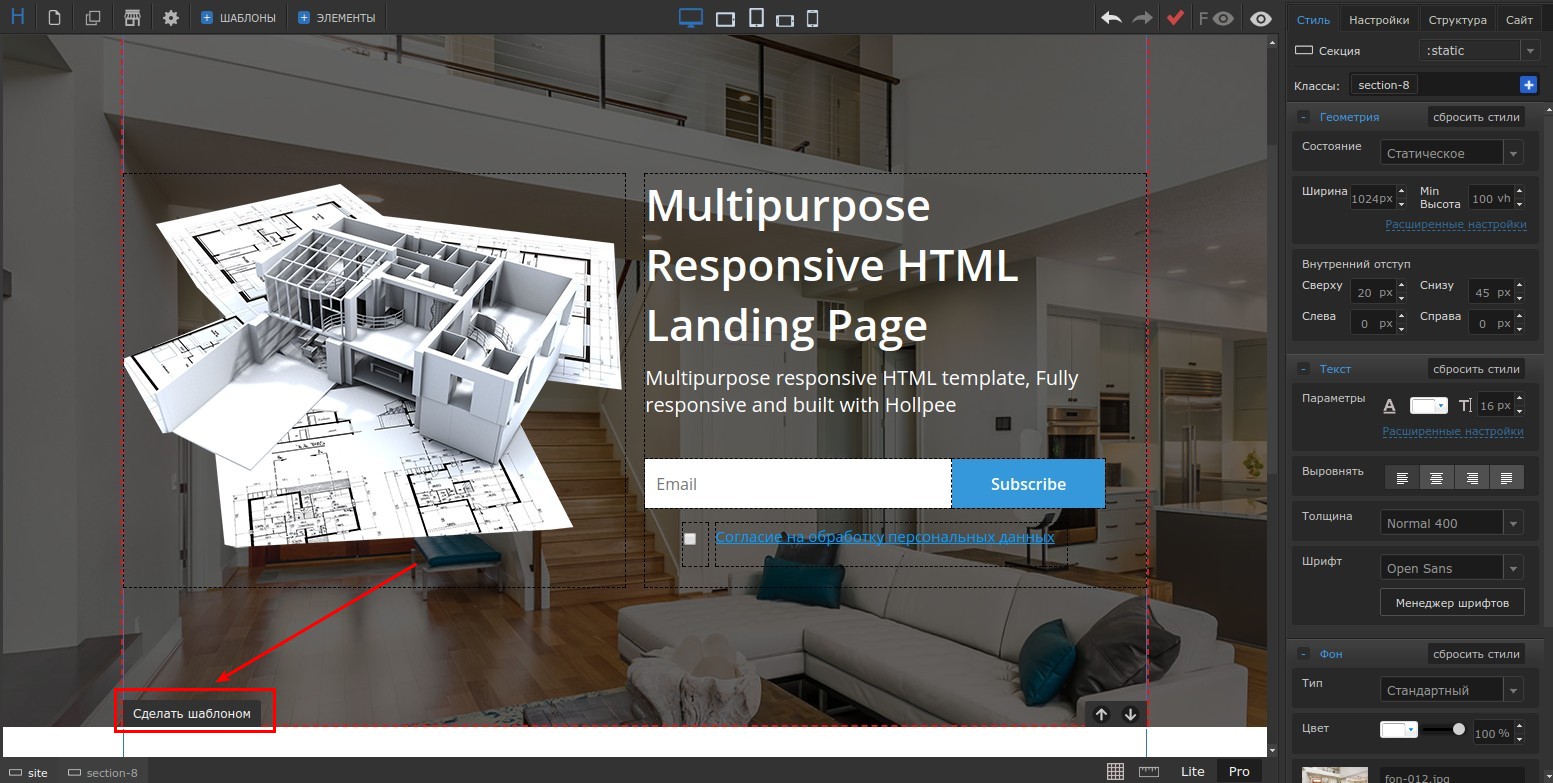 H
ШАБЛОНЫ
ЭЛЕМЕНТЫ
F
Стиль
Настройки
Структура
Сайт
Секция
:static
Классы:
section-8
- Геометрия
сбросить стили
Состояние
Статическое
Ширина
1024px
Min
Высота
100 vh
Расширенные настройки
Внутренний отступ
Сверху
20 px
Снизу
45 px
Слева
0 px
Справа
0 px
- Текст
сбросить стили
Параметры
A
T
16 px
Расширенные настройки
Выровнять
Толщина
Normal 400
Шрифт
Open Sans
Менеджер шрифтов
- Фон
сбросить стили
Тип
Стандартный
Цвет
100 %
fon-012.jpg
Multipurpose
Responsive HTML
Landing Page
Multipurpose responsive HTML template, Fully
responsive and built with Hollpee
Email
Subscribe
Согласие на обработку персональных данных
Сделать шаблоном
site
section-8
Lite
Pro